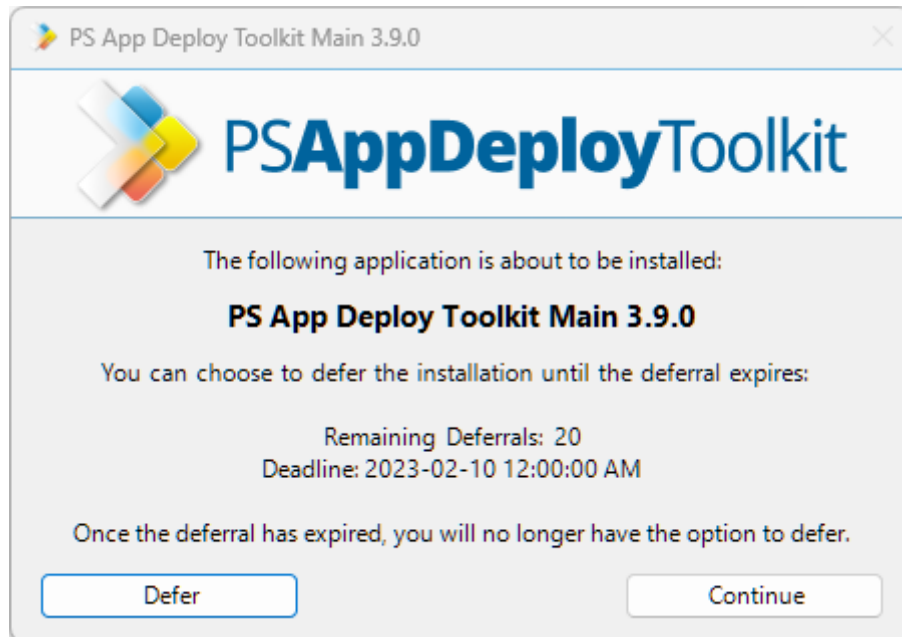 PS App Deploy Toolkit Main 3.9.0
PSAppDeployToolkit
The following application is about to be installed:
PS App Deploy Toolkit Main 3.9.0
You can choose to defer the installation until the deferral expires:
Remaining Deferrals: 20
Deadline: 2023-02-10 12:00:00 AM
Once the deferral has expired, you will no longer have the option to defer.
Defer
Continue